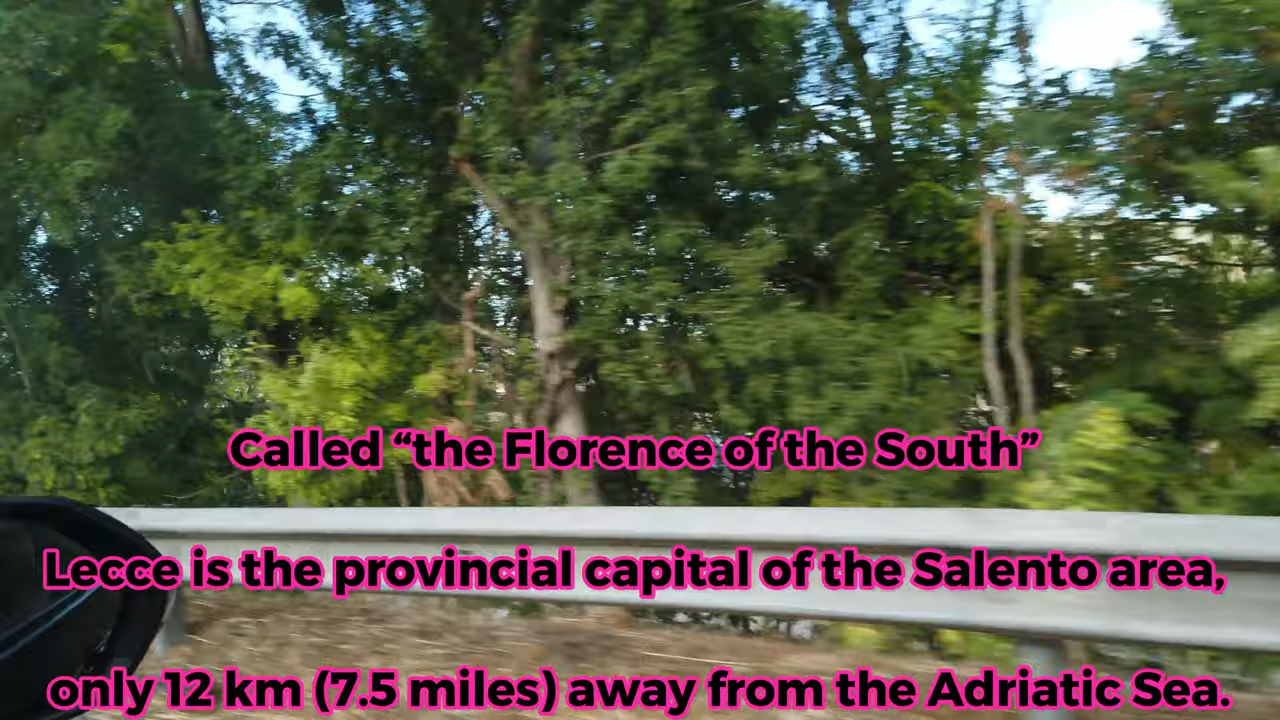 Called “the Florence of the South”
Lecce is the provincial capital of the Salento area,
only 12 km (7.5 miles) away from the Adriatic Sea.